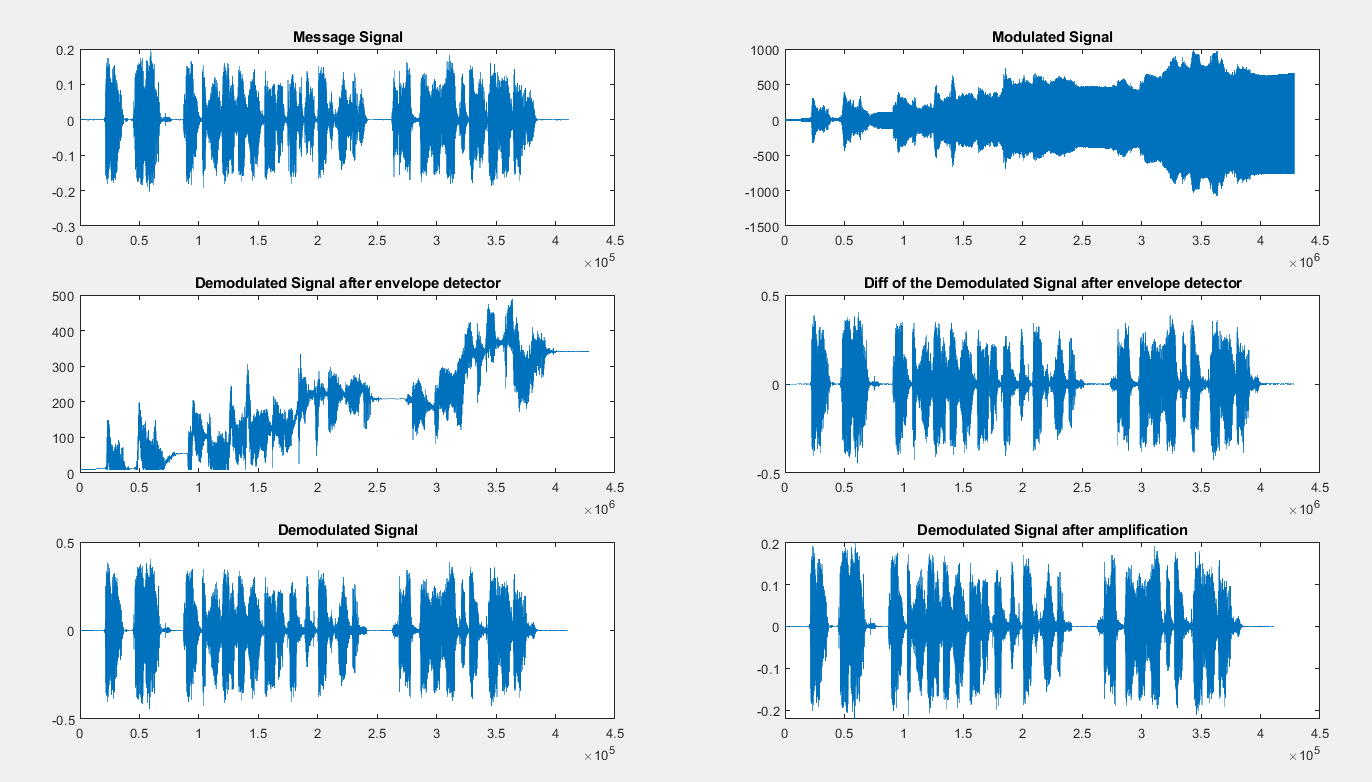 Message Signal
0.2
0.1
0
-0.1
-0.2
-0.3
0 0.5 1 1.5 2 2.5 3 3.5 4 4.5
×10^5
Modulated Signal
1000
500
0
-500
-1000
-1500
0 0.5 1 1.5 2 2.5 3 3.5 4 4.5
×10^6
Demodulated Signal after envelope detector
500
400
300
200
100
0
0 0.5 1 1.5 2 2.5 3 3.5 4 4.5
×10^6
Diff of the Demodulated Signal after envelope detector
0.5
0
-0.5
0 0.5 1 1.5 2 2.5 3 3.5 4 4.5
×10^6
Demodulated Signal
0.5
0
-0.5
0 0.5 1 1.5 2 2.5 3 3.5 4 4.5
×10^5
Demodulated Signal after amplification
0.2
0.1
0
-0.1
-0.2
0 0.5 1 1.5 2 2.5 3 3.5 4 4.5
×10^5